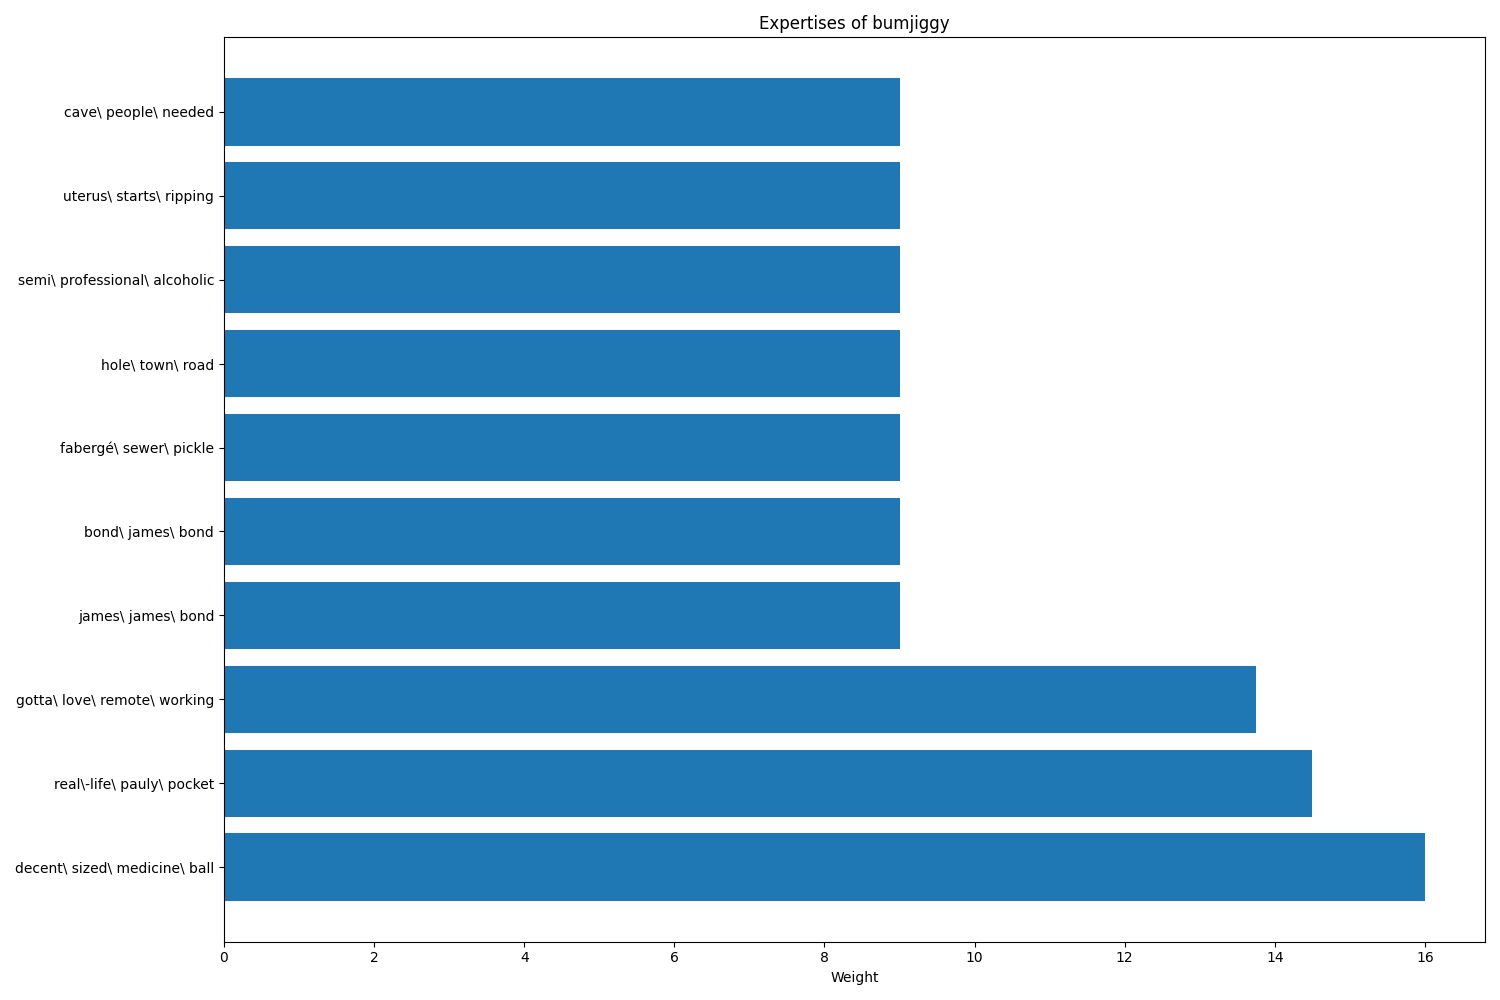 Expertises of bumjiggy
cave\ people\ needed
uterus\ starts\ ripping
semi\ professional\ alcoholic
hole\ town\ road
fabergé\ sewer\ pickle
bond\ james\ bond
james\ james\ bond
gotta\ love\ remote\ working
real\-life\ pauly\ pocket
decent\ sized\ medicine\ ball
0 2 4 6 8 10 12 14 16
Weight